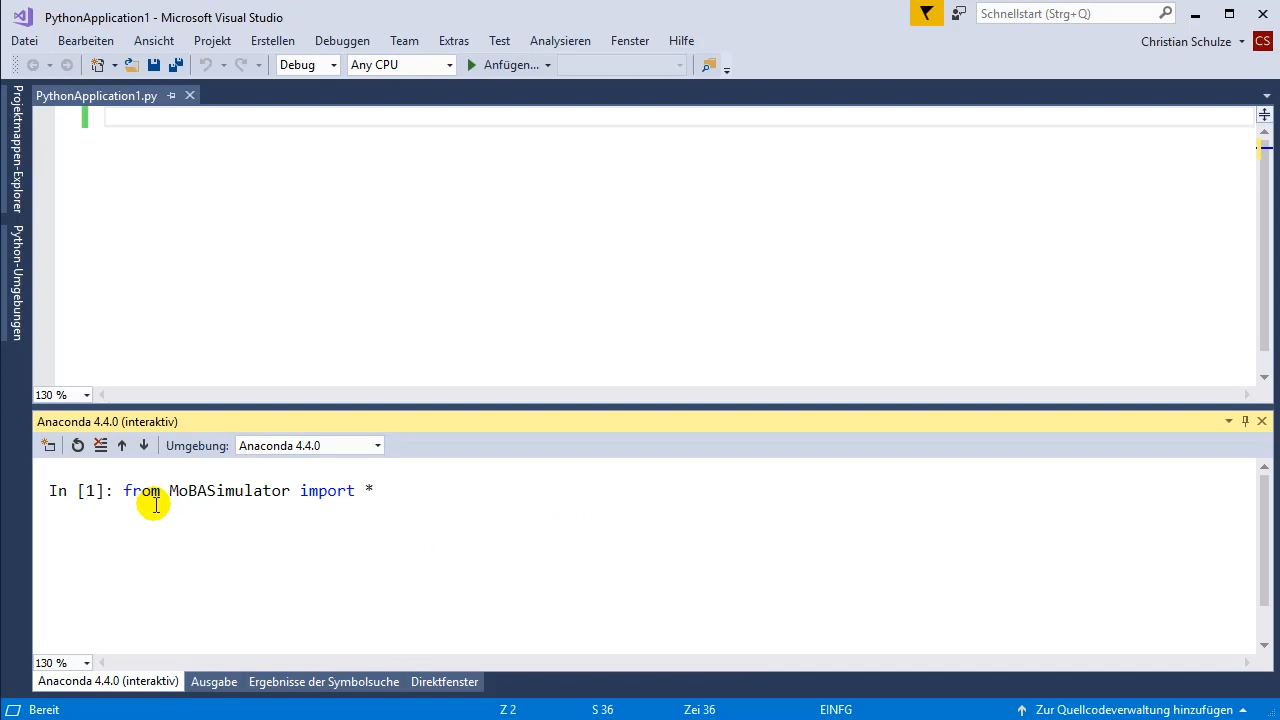 PythonApplication1 - Microsoft Visual Studio
Schnellstart (Strg+Q)
Datei Bearbeiten Ansicht Projekt Erstellen Debuggen Team Extras Test Analysieren Fenster Hilfe
Christian Schulze CS
Debug Any CPU Anfügen...
Projektmappen-Explorer
Python-Umgebungen
PythonApplication1.py
130 %
Anaconda 4.4.0 (interaktiv)
Umgebung: Anaconda 4.4.0
In [1]: from MoBASimulator import *
130 %
Anaconda 4.4.0 (interaktiv) Ausgabe Ergebnisse der Symbolsuche Direktfenster
Bereit Z 2 S 36 Zei 36 EINFG Zur Quellcodeverwaltung hinzufügen